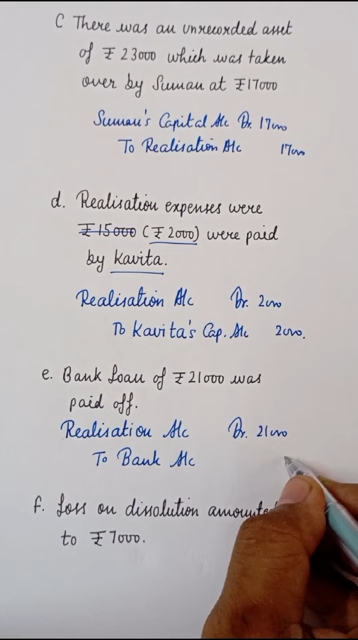 C There was an unrecorded asset
of ₹ 23000 which was taken
over by Suman at ₹17000
Suman's Capital A/c Dr. 17000
To Realisation A/c 17000
d. Realisation expenses were
₹15000 (₹2000) were paid
by Kavita.
Realisation A/c Dr. 2000
To Kavita's Cap. A/c 2000.
e. Bank Loan of ₹21000 was
paid off.
Realisation A/c Dr. 21000
To Bank A/c
f. Loss on dissolution amounte
to ₹7000.